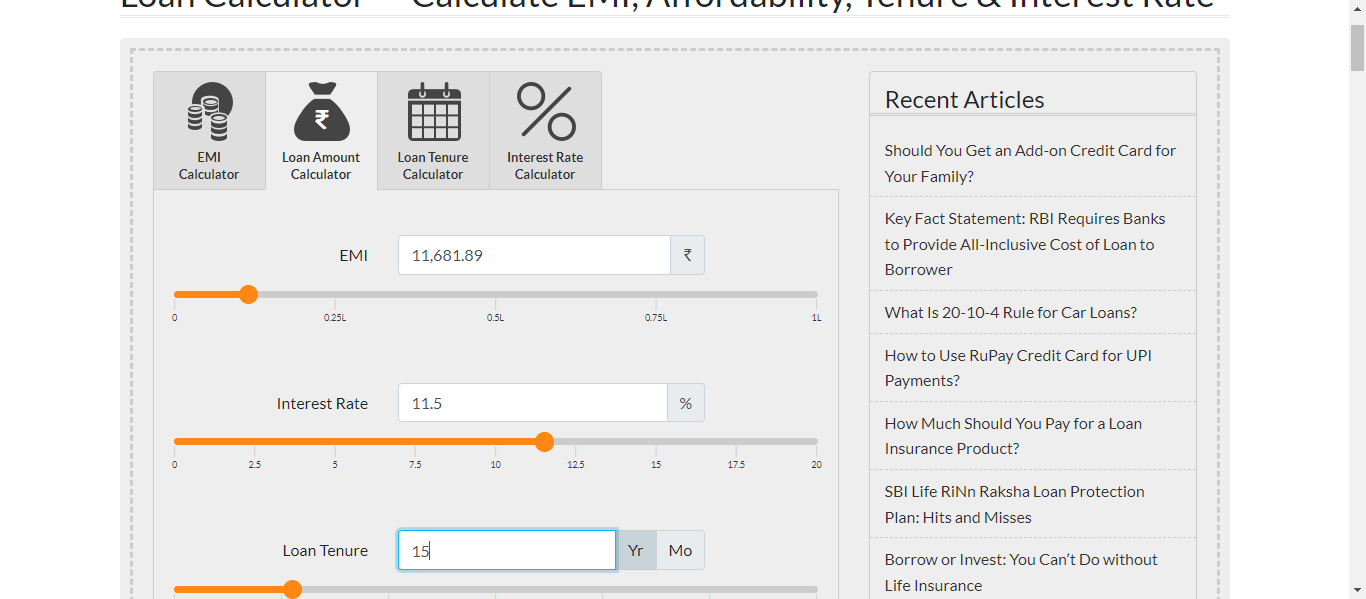 Loan Calculator — Calculate EMI, Affordability, Tenure & Interest Rate
EMI
Calculator
Loan Amount
Calculator
Loan Tenure
Calculator
Interest Rate
Calculator
EMI
11,681.89
₹
0
0.25L
0.5L
0.75L
1L
Interest Rate
11.5
%
0
2.5
5
7.5
10
12.5
15
17.5
20
Loan Tenure
15
Yr
Mo
Recent Articles
Should You Get an Add-on Credit Card for
Your Family?
Key Fact Statement: RBI Requires Banks
to Provide All-Inclusive Cost of Loan to
Borrower
What Is 20-10-4 Rule for Car Loans?
How to Use RuPay Credit Card for UPI
Payments?
How Much Should You Pay for a Loan
Insurance Product?
SBI Life RiNn Raksha Loan Protection
Plan: Hits and Misses
Borrow or Invest: You Can’t Do without
Life Insurance